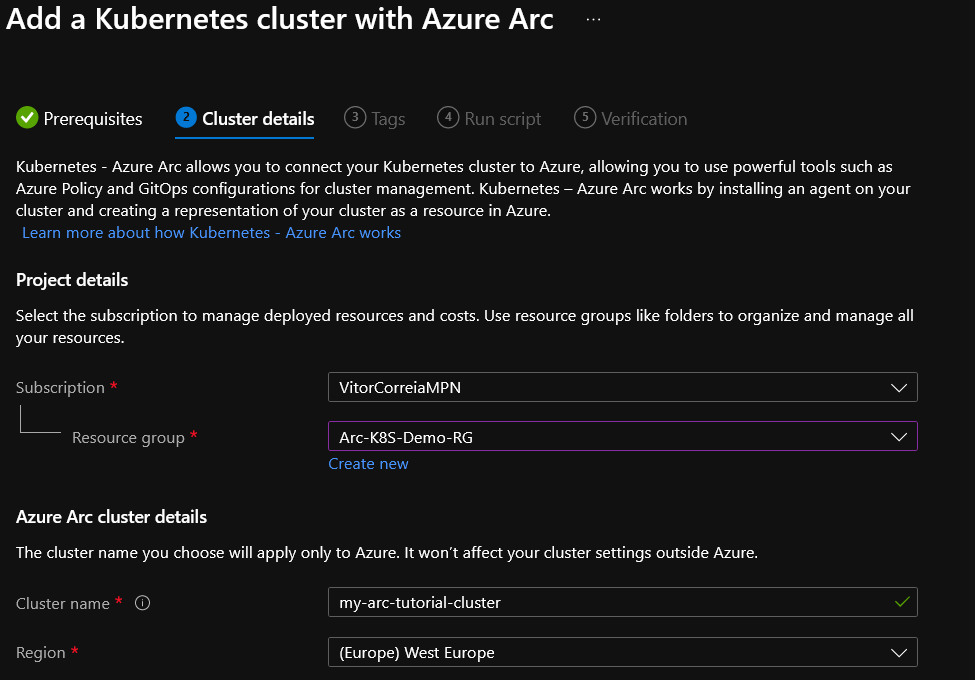 Add a Kubernetes cluster with Azure Arc ...
Prerequisites 2 Cluster details 3 Tags 4 Run script 5 Verification
Kubernetes - Azure Arc allows you to connect your Kubernetes cluster to Azure, allowing you to use powerful tools such as
Azure Policy and GitOps configurations for cluster management. Kubernetes – Azure Arc works by installing an agent on your
cluster and creating a representation of your cluster as a resource in Azure.
Learn more about how Kubernetes - Azure Arc works
Project details
Select the subscription to manage deployed resources and costs. Use resource groups like folders to organize and manage all
your resources.
Subscription * VitorCorreiaMPN
Resource group * Arc-K8S-Demo-RG
Create new
Azure Arc cluster details
The cluster name you choose will apply only to Azure. It won’t affect your cluster settings outside Azure.
Cluster name * my-arc-tutorial-cluster
Region * (Europe) West Europe